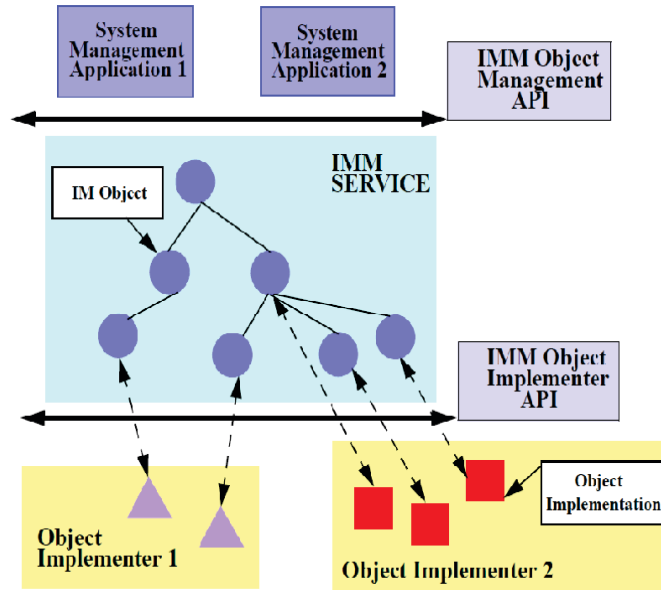 System
Management
Application 1
System
Management
Application 2
IMM Object
Management
API
IMM
SERVICE
IM Object
IMM Object
Implementer
API
Object
Implementer 1
Object
Implementation
Object Implementer 2